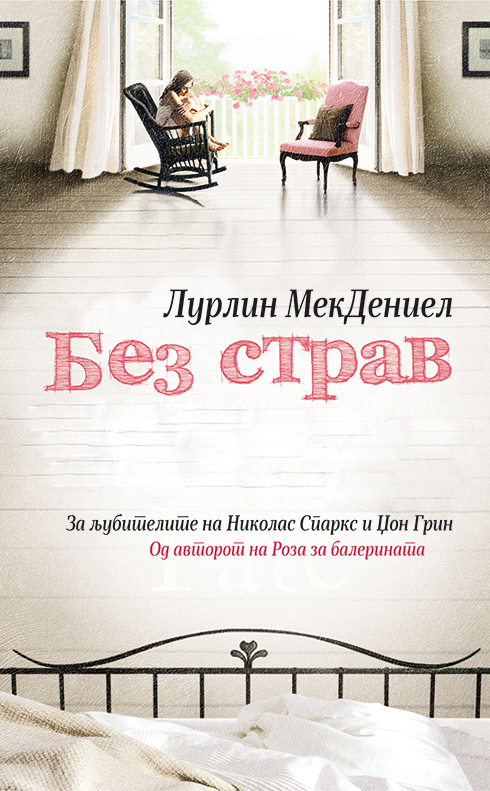 Лурлин МекДениел
Без страв
За љубителите на Николас Спаркс и Џон Грин
Од авторот на Роза за балерината